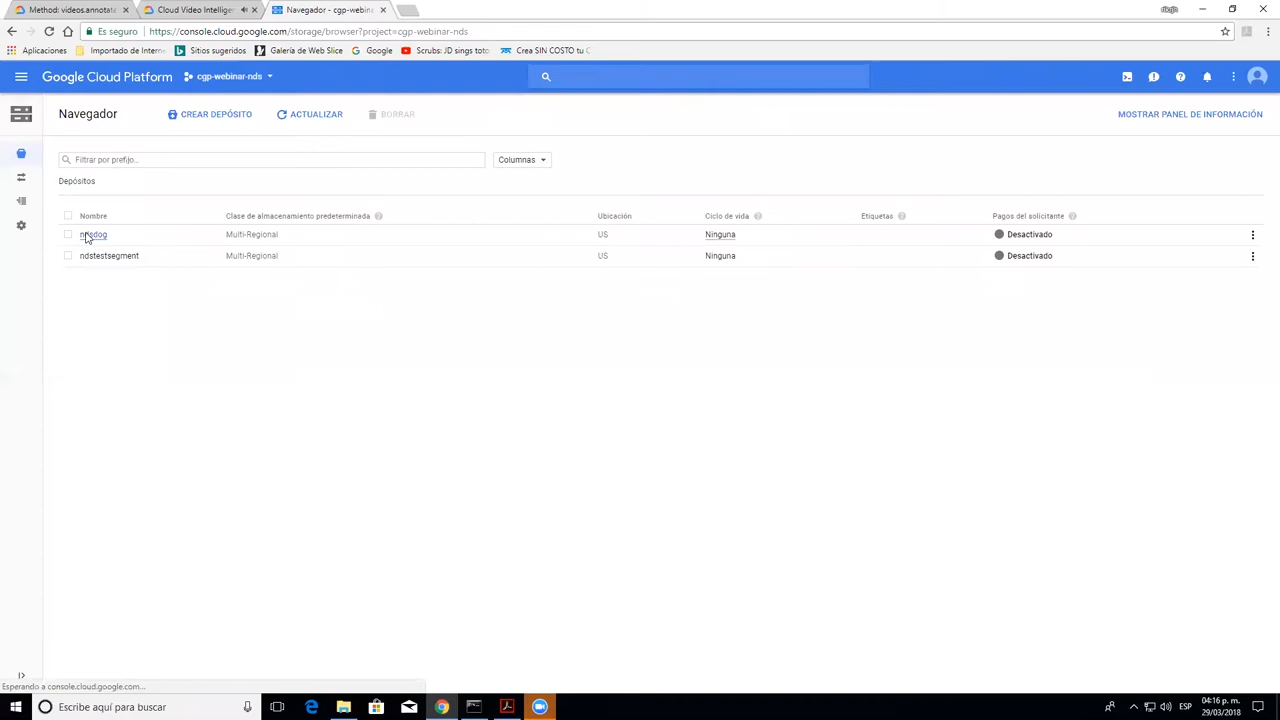 Method: videos.annotate
Cloud Video Intellige
Navegador - cgp-webina
Es seguro
https://console.cloud.google.com/storage/browser?project=cgp-webinar-nds
Aplicaciones
Importado de Intern
Sitios sugeridos
Galería de Web Slice
Google
Scrubs: JD sings toto
Crea SIN COSTO tu C
Google Cloud Platform
cgp-webinar-nds
Navegador
CREAR DEPÓSITO
ACTUALIZAR
BORRAR
MOSTRAR PANEL DE INFORMACIÓN
Filtrar por prefijo...
Columnas
Depósitos
Nombre
Clase de almacenamiento predeterminada
Ubicación
Ciclo de vida
Etiquetas
Pagos del solicitante
Multi-Regional
US
Ninguna
Desactivado
ndstestsegment
Multi-Regional
US
Ninguna
Desactivado
Esperando a console.cloud.google.com...
Escribe aquí para buscar
ESP
04:16 p. m.
29/03/2018